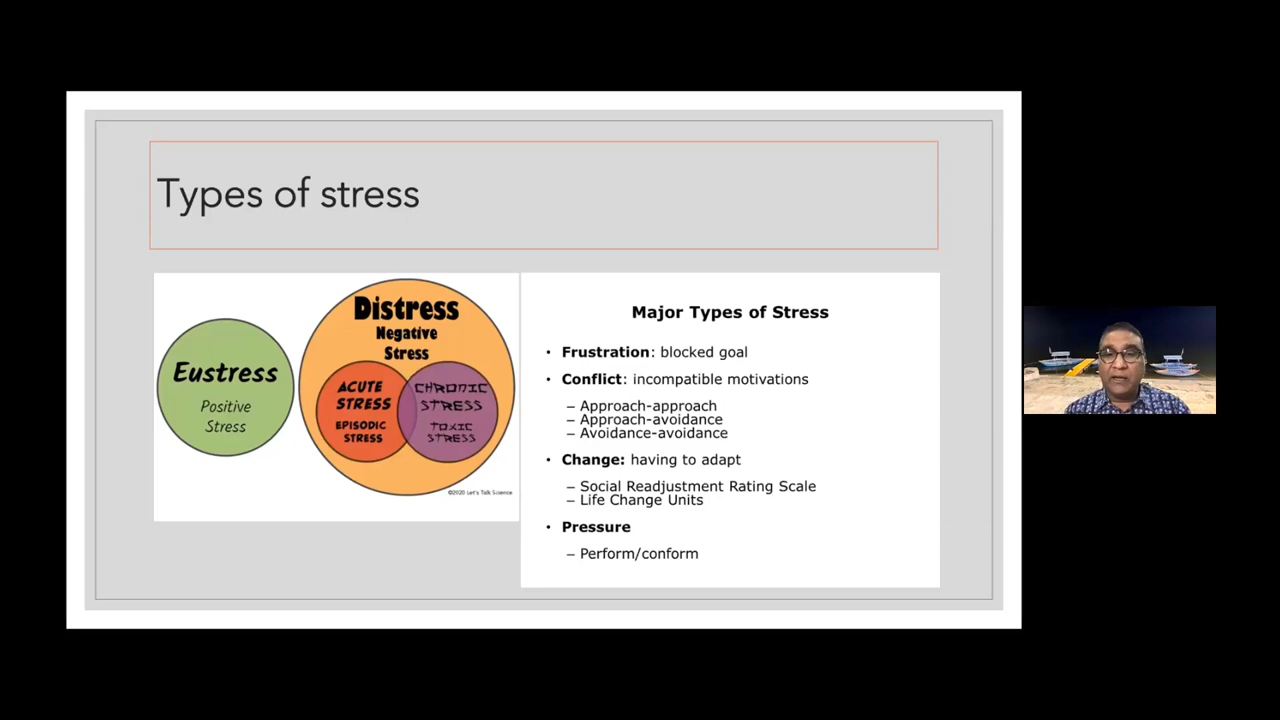 Types of stress
Eustress
Positive
Stress
Distress
Negative
Stress
ACUTE
STRESS
EPISODIC
STRESS
CHRONIC
STRESS
TOXIC
STRESS
©2020 Let's Talk Science
Major Types of Stress
• Frustration: blocked goal
• Conflict: incompatible motivations
– Approach-approach
– Approach-avoidance
– Avoidance-avoidance
• Change: having to adapt
– Social Readjustment Rating Scale
– Life Change Units
• Pressure
– Perform/conform